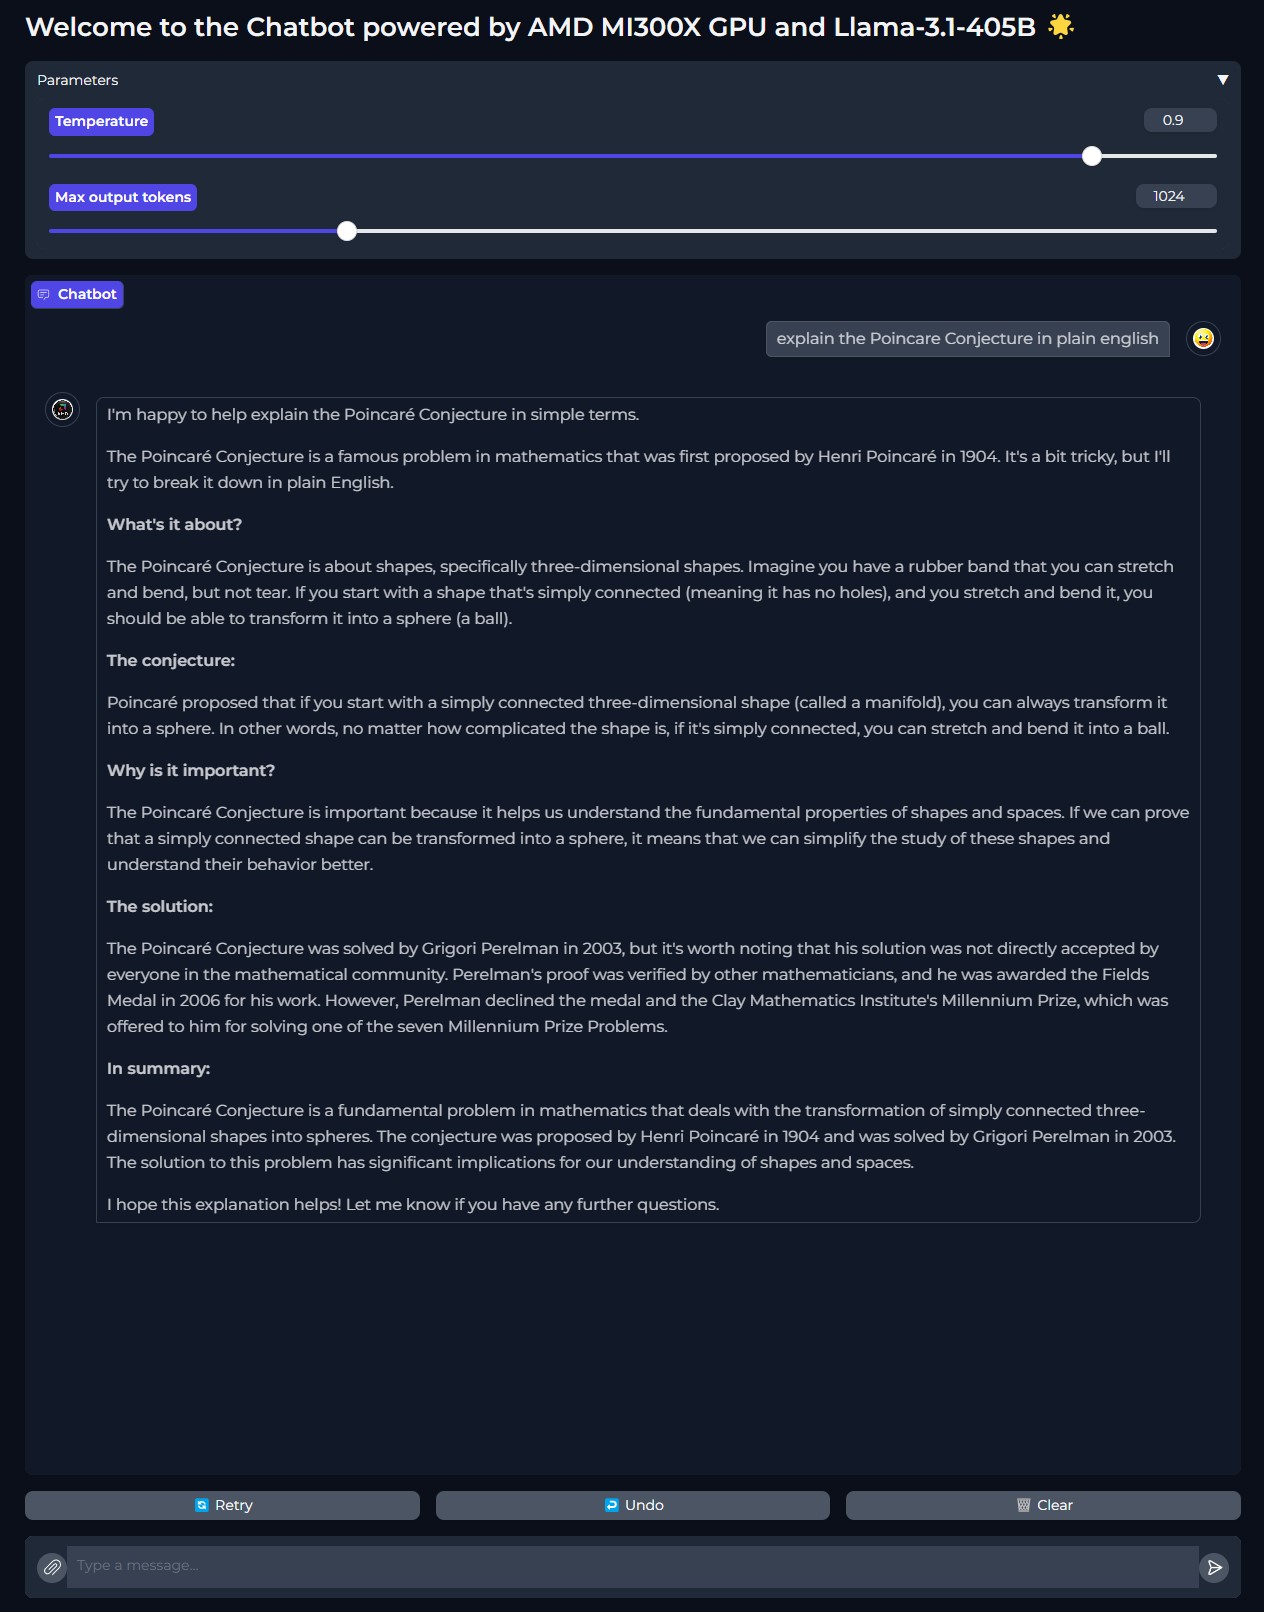 Welcome to the Chatbot powered by AMD MI300X GPU and Llama-3.1-405B 🌟
Parameters
▼
Temperature
0.9
Max output tokens
1024
Chatbot
explain the Poincare Conjecture in plain english
I'm happy to help explain the Poincaré Conjecture in simple terms.
The Poincaré Conjecture is a famous problem in mathematics that was first proposed by Henri Poincaré in 1904. It's a bit tricky, but I'll
try to break it down in plain English.
What's it about?
The Poincaré Conjecture is about shapes, specifically three-dimensional shapes. Imagine you have a rubber band that you can stretch
and bend, but not tear. If you start with a shape that's simply connected (meaning it has no holes), and you stretch and bend it, you
should be able to transform it into a sphere (a ball).
The conjecture:
Poincaré proposed that if you start with a simply connected three-dimensional shape (called a manifold), you can always transform it
into a sphere. In other words, no matter how complicated the shape is, if it's simply connected, you can stretch and bend it into a ball.
Why is it important?
The Poincaré Conjecture is important because it helps us understand the fundamental properties of shapes and spaces. If we can prove
that a simply connected shape can be transformed into a sphere, it means that we can simplify the study of these shapes and
understand their behavior better.
The solution:
The Poincaré Conjecture was solved by Grigori Perelman in 2003, but it's worth noting that his solution was not directly accepted by
everyone in the mathematical community. Perelman's proof was verified by other mathematicians, and he was awarded the Fields
Medal in 2006 for his work. However, Perelman declined the medal and the Clay Mathematics Institute's Millennium Prize, which was
offered to him for solving one of the seven Millennium Prize Problems.
In summary:
The Poincaré Conjecture is a fundamental problem in mathematics that deals with the transformation of simply connected three-
dimensional shapes into spheres. The conjecture was proposed by Henri Poincaré in 1904 and was solved by Grigori Perelman in 2003.
The solution to this problem has significant implications for our understanding of shapes and spaces.
I hope this explanation helps! Let me know if you have any further questions.
Retry
Undo
Clear
Type a message...